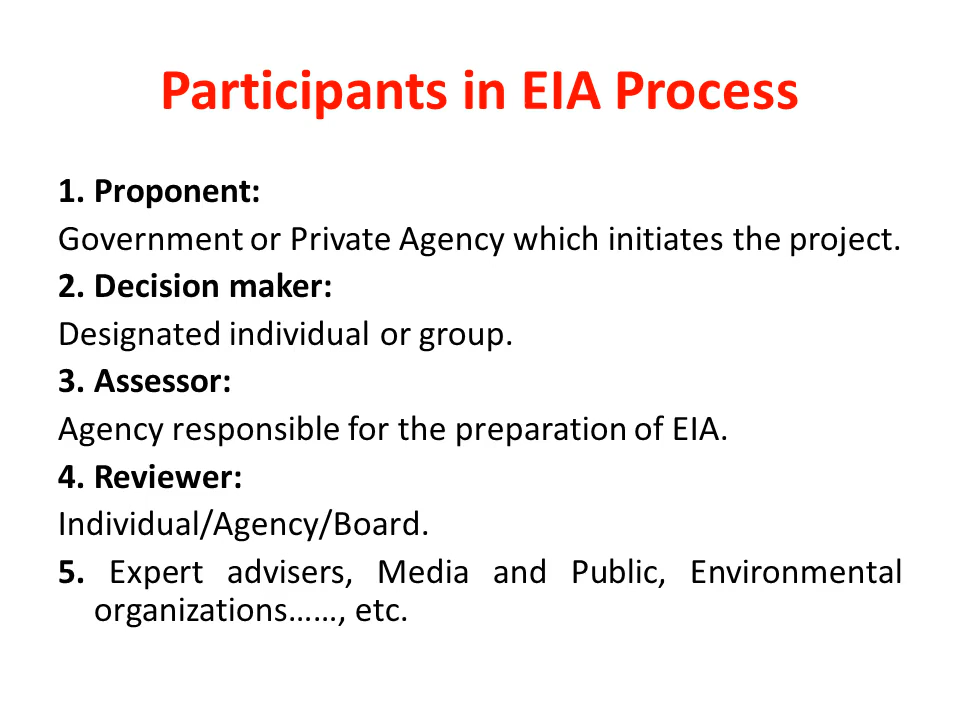 Participants in EIA Process
1. Proponent:
Government or Private Agency which initiates the project.
2. Decision maker:
Designated individual or group.
3. Assessor:
Agency responsible for the preparation of EIA.
4. Reviewer:
Individual/Agency/Board.
5. Expert advisers, Media and Public, Environmental
organizations……, etc.